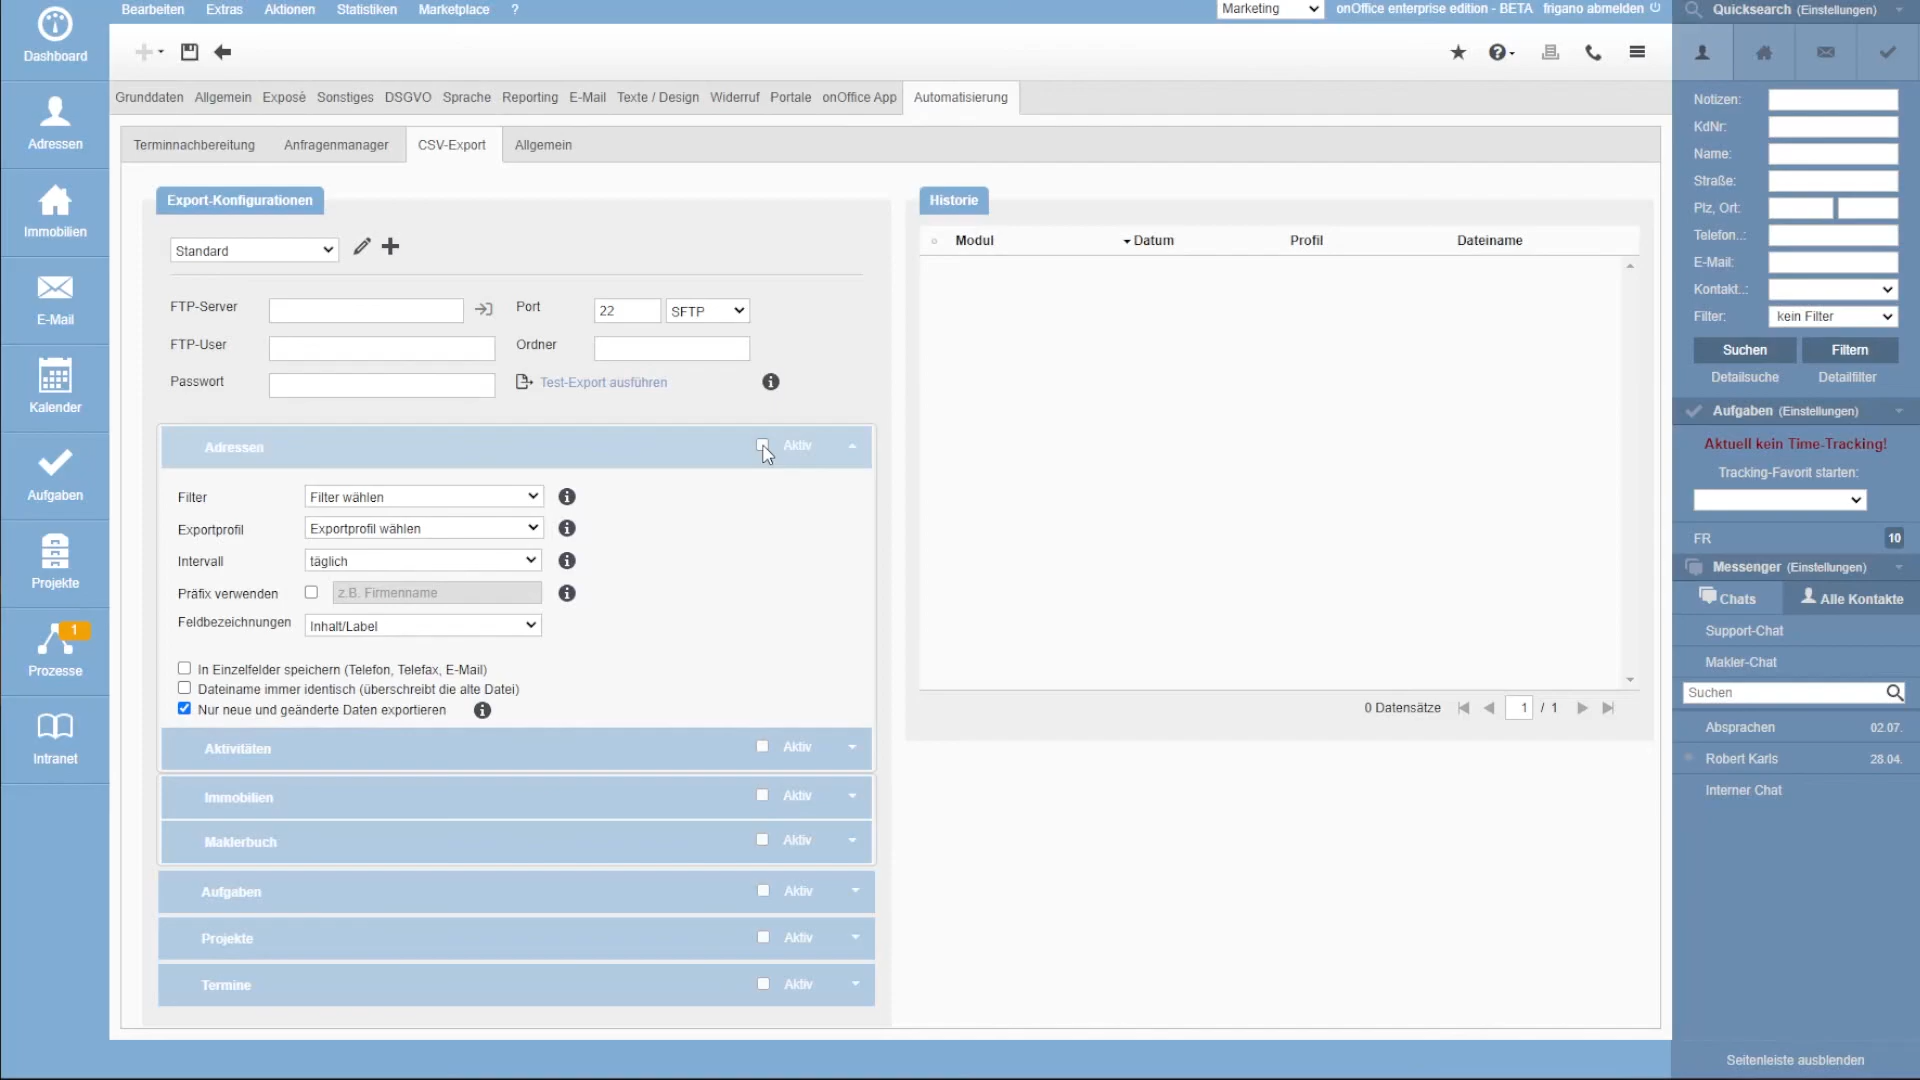 Bearbeiten Extras Aktionen Statistiken Marketplace ? Marketing onOffice enterprise edition - BETA frigano abmelden
Dashboard
Adressen
Immobilien
E-Mail
Kalender
Aufgaben
Projekte
1
Prozesse
Intranet
Grunddaten Allgemein Exposé Sonstiges DSGVO Sprache Reporting E-Mail Texte / Design Widerruf Portale onOffice App Automatisierung
Terminnachbereitung Anfragenmanager CSV-Export Allgemein
Export-Konfigurationen
Standard
FTP-Server Port 22 SFTP
FTP-User Ordner
Passwort Test-Export ausführen
Adressen Aktiv
Filter Filter wählen
Exportprofil Exportprofil wählen
Intervall täglich
Präfix verwenden z.B. Firmenname
Feldbezeichnungen Inhalt/Label
In Einzelfelder speichern (Telefon, Telefax, E-Mail)
Dateiname immer identisch (überschreibt die alte Datei)
Nur neue und geänderte Daten exportieren
Aktivitäten Aktiv
Immobilien Aktiv
Maklerbuch Aktiv
Aufgaben Aktiv
Projekte Aktiv
Termine Aktiv
Historie
Modul Datum Profil Dateiname
0 Datensätze 1 / 1
Quicksearch (Einstellungen)
Notizen:
KdNr:
Name:
Straße:
Plz, Ort:
Telefon..:
E-Mail:
Kontakt..:
Filter: kein Filter
Suchen Filtern
Detailsuche Detailfilter
Aufgaben (Einstellungen)
Aktuell kein Time-Tracking!
Tracking-Favorit starten:
FR 10
Messenger (Einstellungen)
Chats Alle Kontakte
Support-Chat
Makler-Chat
Suchen
Absprachen 02.07.
Robert Karls 28.04.
Interner Chat
Seitenleiste ausblenden